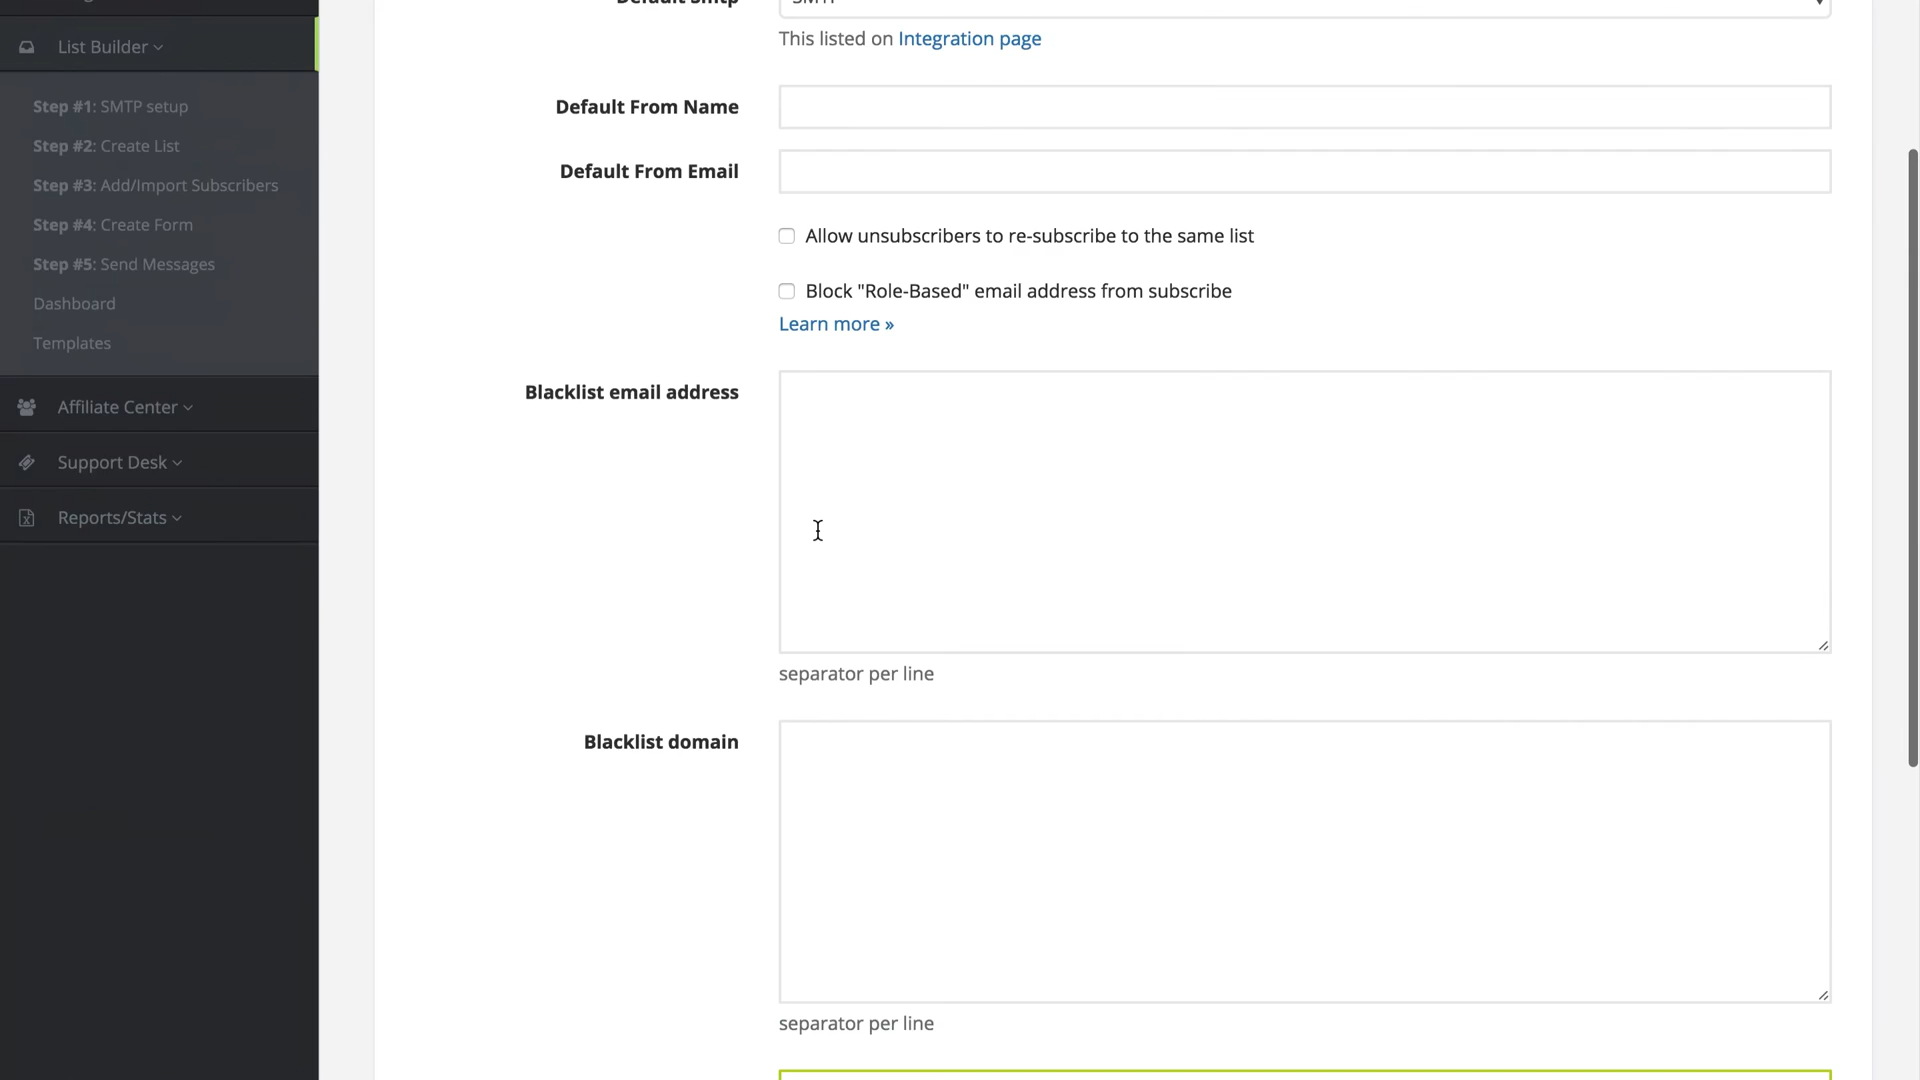 List Builder
Step #1: SMTP setup
Step #2: Create List
Step #3: Add/Import Subscribers
Step #4: Create Form
Step #5: Send Messages
Dashboard
Templates
Affiliate Center
Support Desk
Reports/Stats
Default Smtp
SMTP
This listed on Integration page
Default From Name
Default From Email
Allow unsubscribers to re-subscribe to the same list
Block "Role-Based" email address from subscribe
Learn more »
Blacklist email address
separator per line
Blacklist domain
separator per line